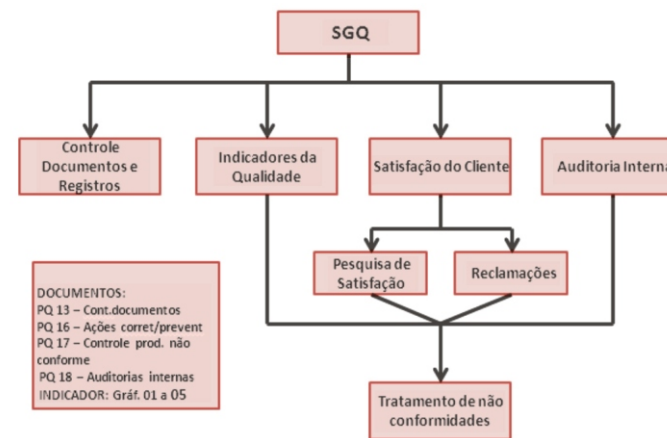 SGQ
Controle
Documentos e
Registros
Indicadores da
Qualidade
Satisfação do Cliente
Auditoria Interna
Pesquisa de
Satisfação
Reclamações
DOCUMENTOS:
PQ 13 – Cont.documentos
PQ 16 – Ações corret/prevent
PQ 17 – Controle prod. não
conforme
PQ 18 – Auditorias internas
INDICADOR: Gráf. 01 a 05
Tratamento de não
conformidades